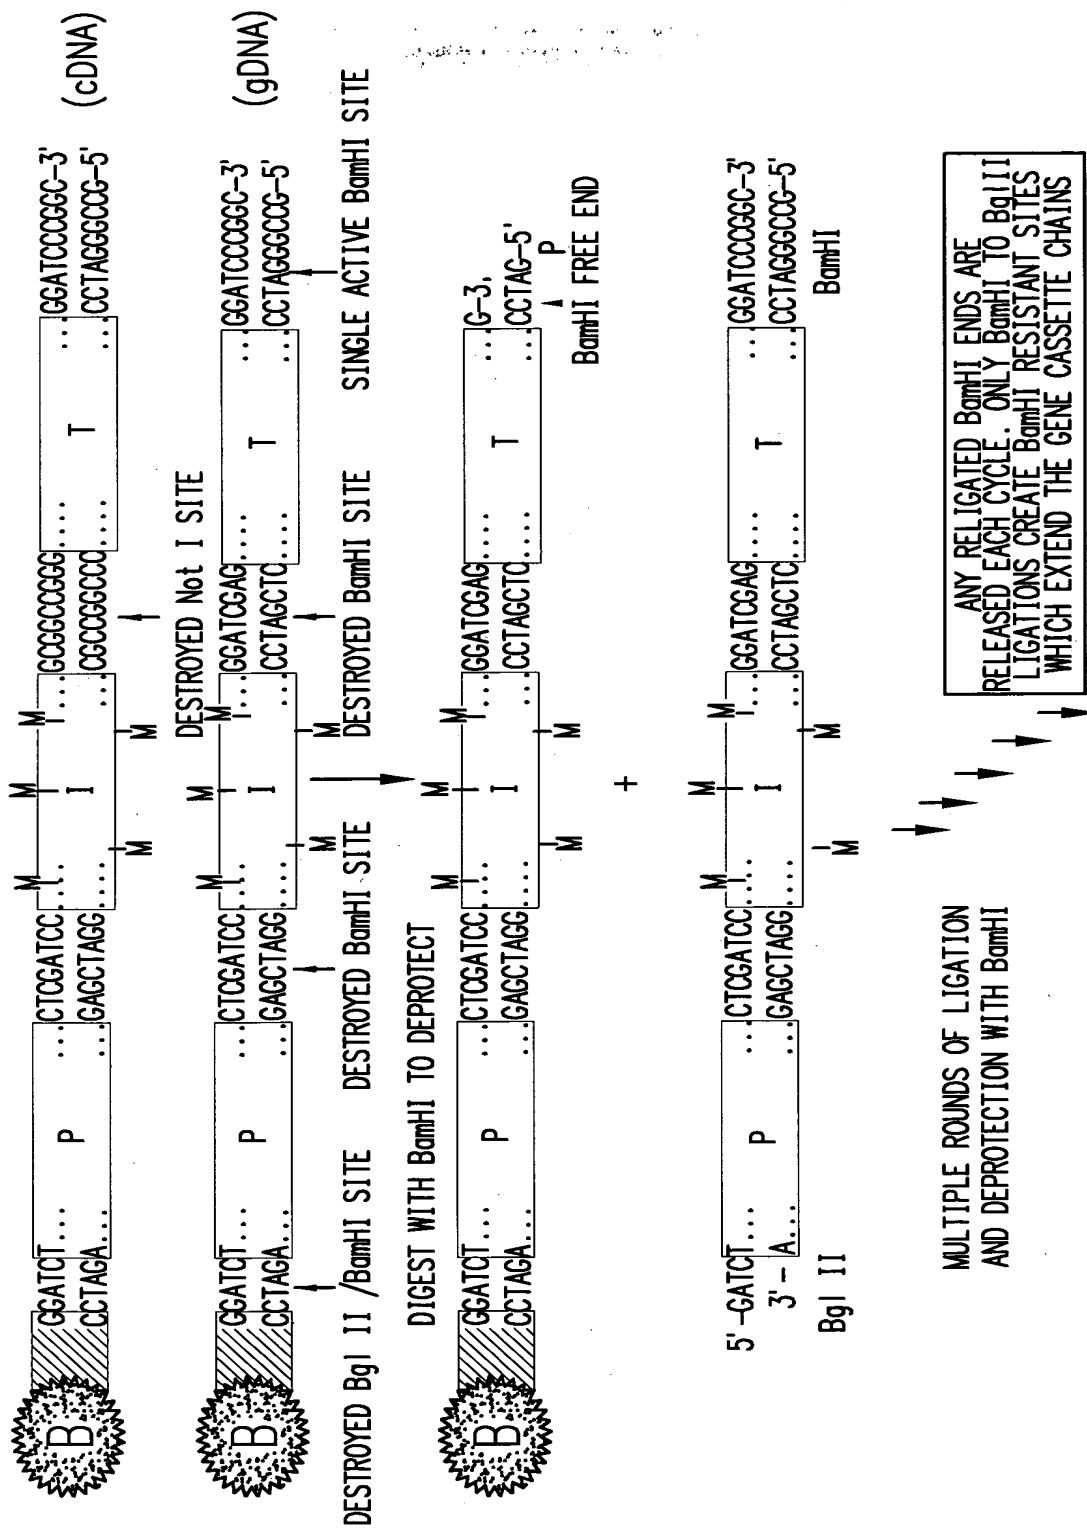 GGATCT... ...CTCGATCC M M M GCGGCCGGG ...GGATCCCGGC-3' (cDNA)
B P I T
CCTAGA... ...GAGCTAGG M M CGCCGGCCC ...CCTAGGGCCG-5'
DESTROYED Not I SITE
GGATCT... ...CTCGATCC M M M ...GGATCGAG ...GGATCCCGGC-3' (gDNA)
B P I T
CCTAGA... ...GAGCTAGG M M ...CCTAGCTC ...CCTAGGGCCG-5'
DESTROYED Bgl II /BamHI SITE
DESTROYED BamHI SITE
DESTROYED BamHI SITE
SINGLE ACTIVE BamHI SITE
DIGEST WITH BamHI TO DEPROTECT
GGATCT... ...CTCGATCC M M M ...GGATCGAG ...G-3,
B P I T
CCTAGA... ...GAGCTAGG M M ...CCTAGCTC ...CCTAG-5'
P
BamHI FREE END
+
5'-GATCT... ...CTCGATCC M M M ...GGATCGAG ...GGATCCCGGC-3'
P I T
3'-A... ...GAGCTAGG M M ...CCTAGCTC ...CCTAGGGCCG-5'
Bgl II
BamHI
MULTIPLE ROUNDS OF LIGATION
AND DEPROTECTION WITH BamHI
ANY RELIGATED BamHI ENDS ARE
RELEASED EACH CYCLE. ONLY BamHI TO BglII
LIGATIONS CREATE BamHI RESISTANT SITES
WHICH EXTEND THE GENE CASSETTE CHAINS